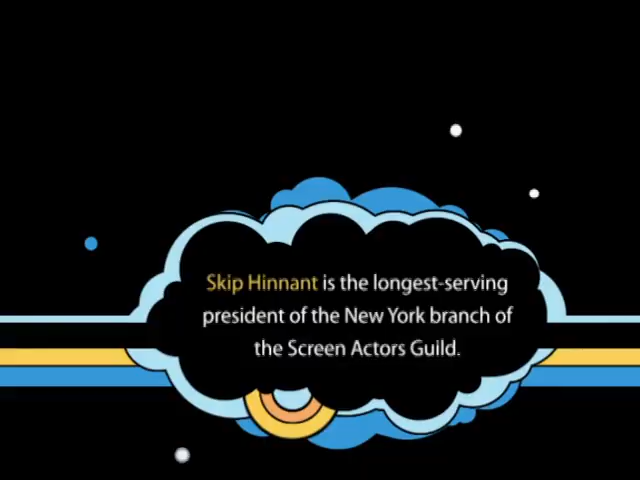 Skip Hinnant is the longest-serving
president of the New York branch of
the Screen Actors Guild.